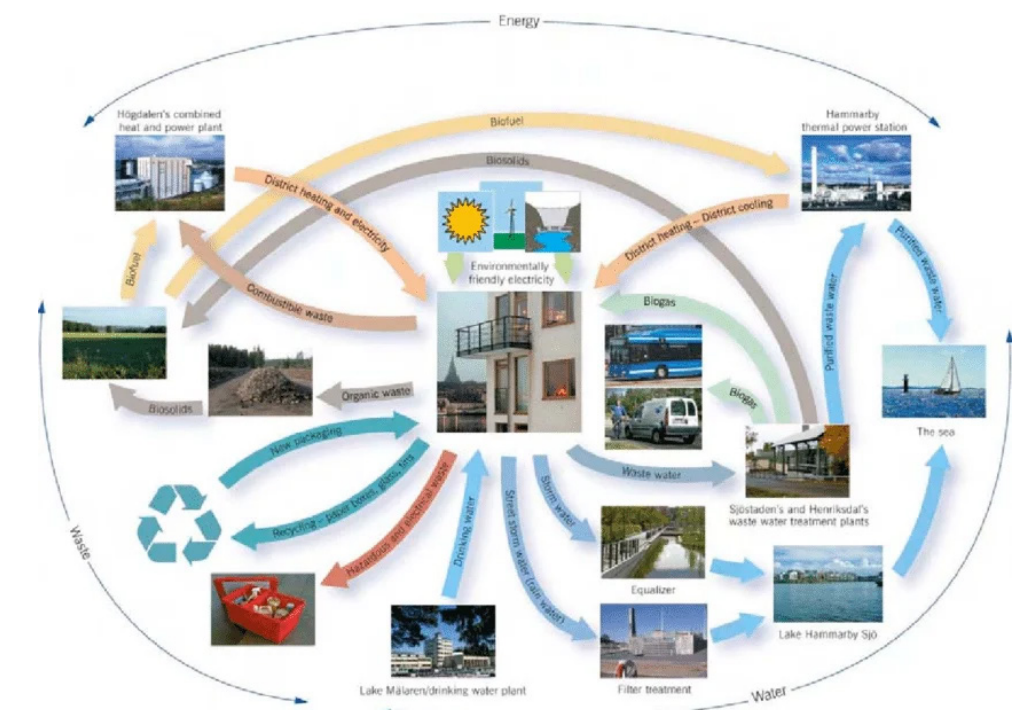 Energy
Högdalen's combined
heat and power plant
Hammarby
thermal power station
Biofuel
Biosolids
District heating and electricity
District heating – District cooling
Purified waste water
Environmentally
friendly electricity
Biofuel
Combustible waste
Biogas
Purified waste water
Biogas
Organic waste
Biosolids
The sea
New packaging
Waste water
Recycling – paper boxes, glass, tins
Hazardous and electrical waste
Drinking water
Street storm water (rain water)
Storm water
Sjöstaden's and Henriksdal's
waste water treatment plants
Waste
Equalizer
Lake Hammarby Sjö
Lake Mälaren/drinking water plant
Filter treatment
Water